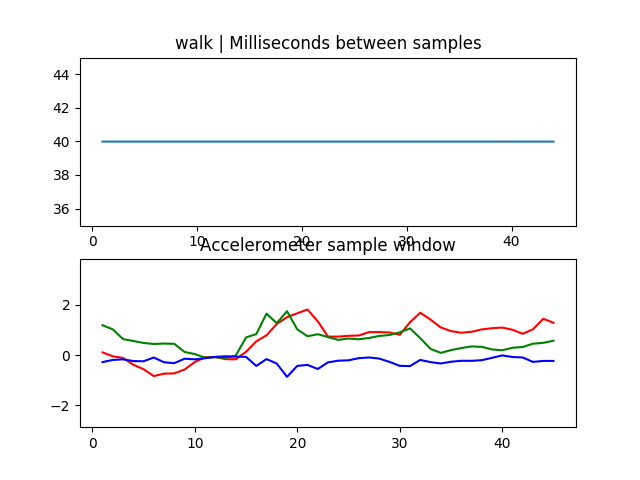 walk | Milliseconds between samples
44
42
40
38
36
0 10 20 30 40
Accelerometer sample window
2
0
−2
0 10 20 30 40